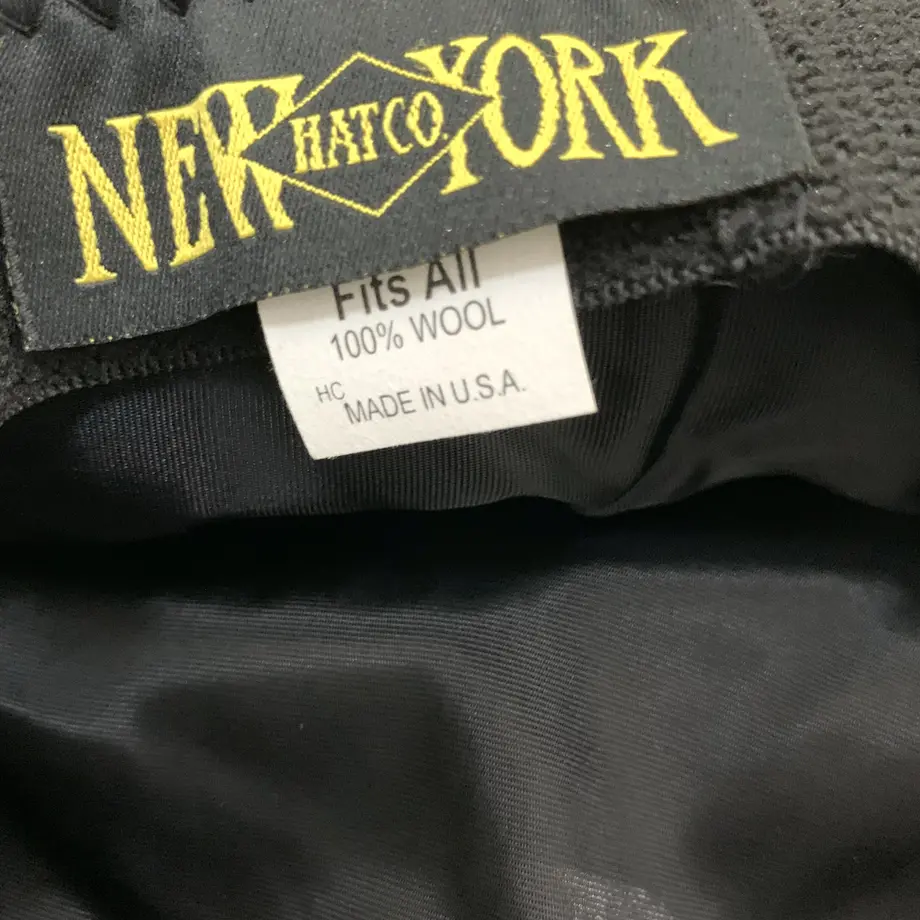 NEW YORK
HAT CO.
Fits All
100% WOOL
HC
MADE IN U.S.A.